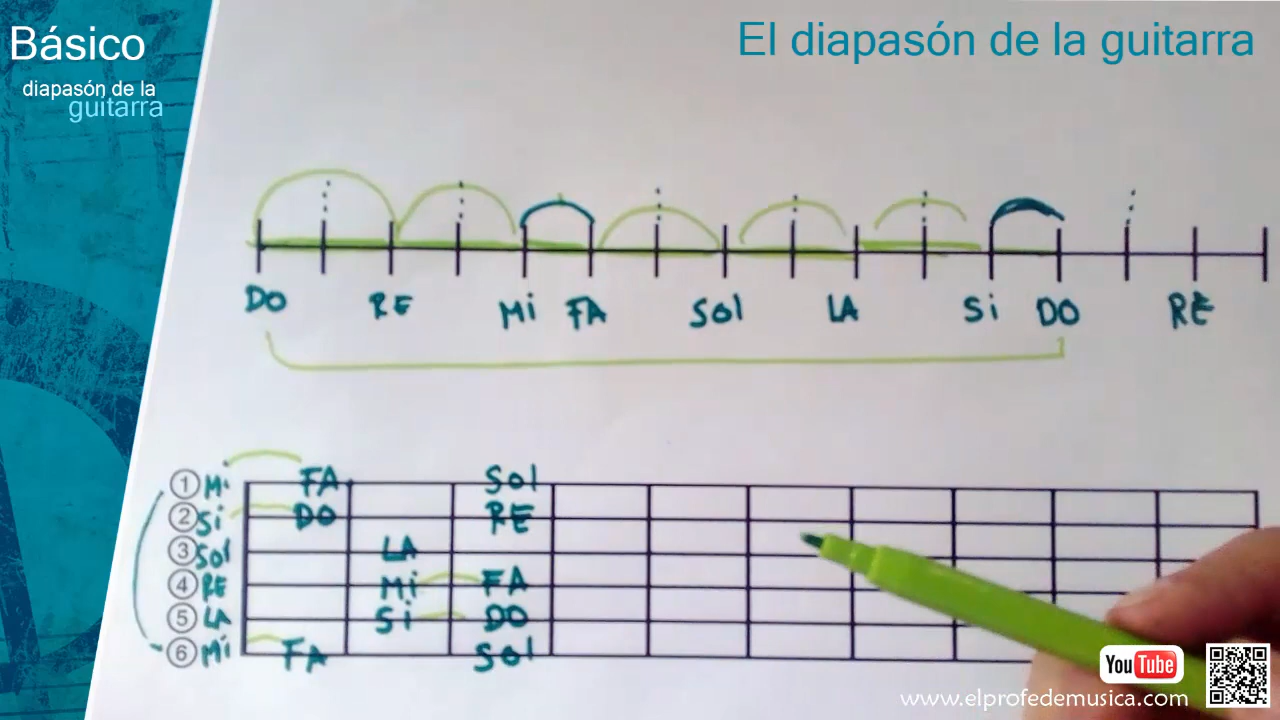 Básico
diapasón de la
guitarra
El diapasón de la guitarra
DO RE Mi FA Sol LA Si DO RE
1 Mi FA Sol
2 Si DO RE
3 Sol LA
4 RE Mi FA
5 LA Si DO
6 Mi FA Sol
YouTube
www.elprofedemusica.com